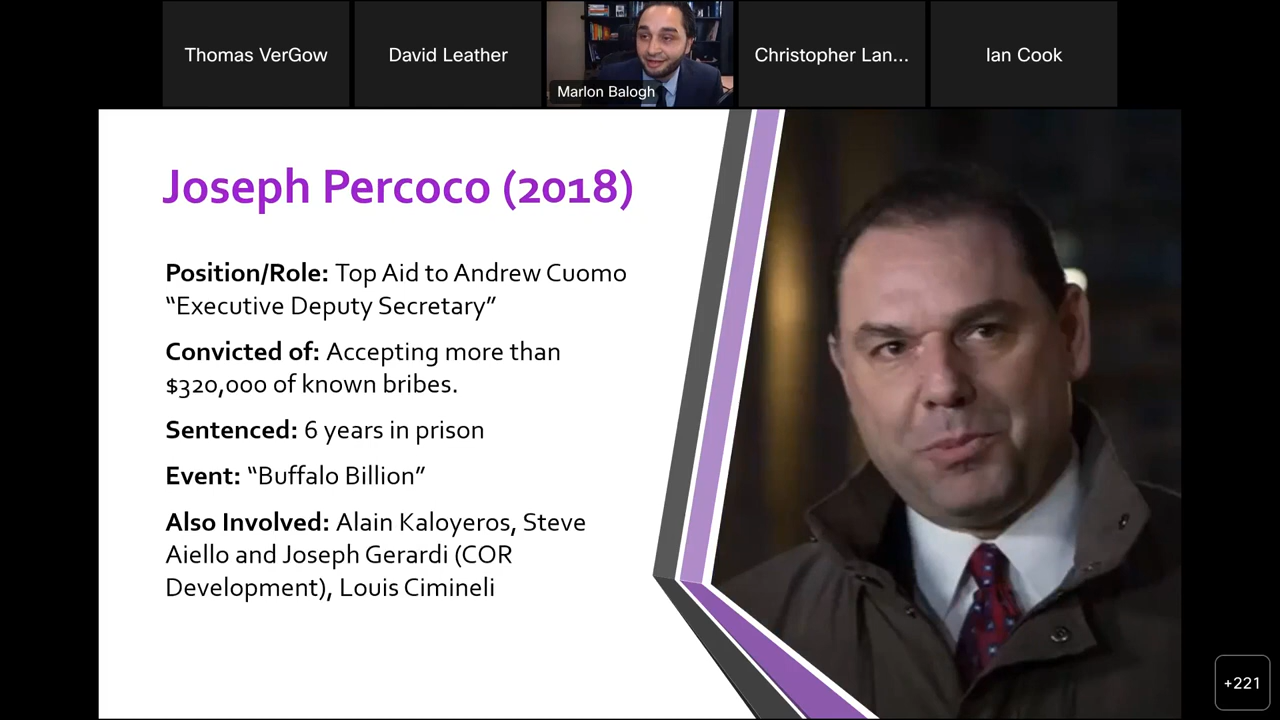 Thomas VerGow
David Leather
Marlon Balogh
Christopher Lan...
Ian Cook
Joseph Percoco (2018)
Position/Role: Top Aid to Andrew Cuomo
“Executive Deputy Secretary”
Convicted of: Accepting more than
$320,000 of known bribes.
Sentenced: 6 years in prison
Event: “Buffalo Billion”
Also Involved: Alain Kaloyeros, Steve
Aiello and Joseph Gerardi (COR
Development), Louis Cimineli
+221